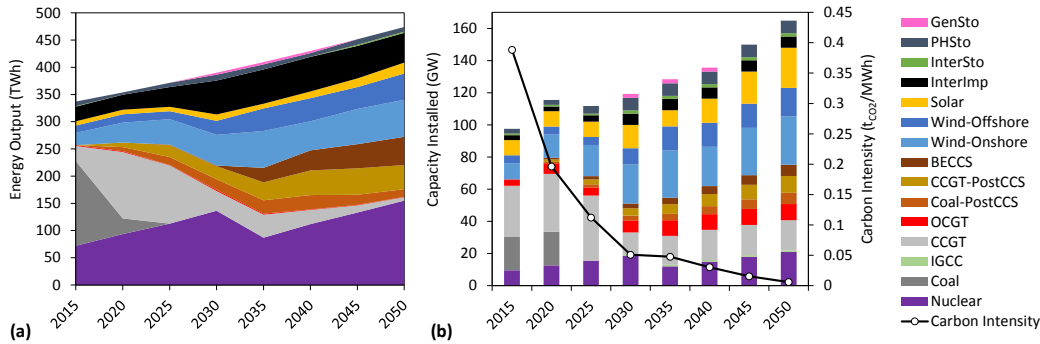 Energy Output (TWh)
500
450
400
350
300
250
200
150
100
50
0
2015
2020
2025
2030
2035
2040
2045
2050
(a)
Capacity Installed (GW)
160
140
120
100
80
60
40
20
0
2015
2020
2025
2030
2035
2040
2045
2050
(b)
0.45
0.4
0.35
0.3
0.25
0.2
0.15
0.1
0.05
0
Carbon Intensity (tCO2/MWh)
GenSto
PHSto
InterSto
InterImp
Solar
Wind-Offshore
Wind-Onshore
BECCS
CCGT-PostCCS
Coal-PostCCS
OCGT
CCGT
IGCC
Coal
Nuclear
Carbon Intensity